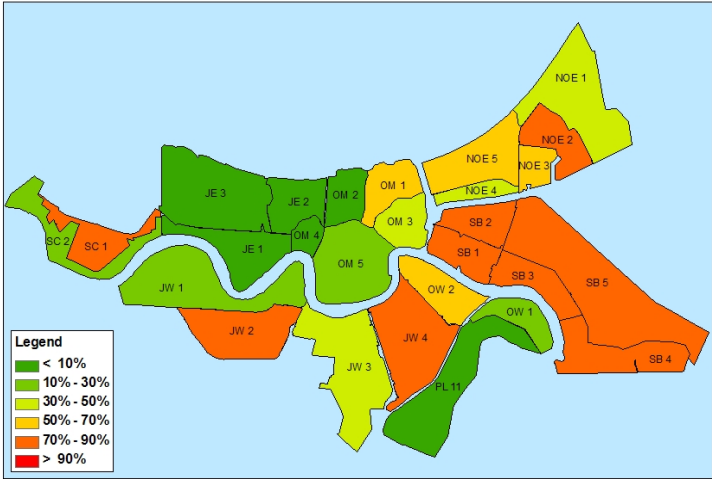 NOE 1
NOE 2
NOE 5
NOE 3
NOE 4
OM 1
OM 2
JE 3
JE 2
OM 3
SB 2
OM 4
SC 2
SC 1
JE 1
SB 1
OM 5
SB 3
SB 5
JW 1
OW 2
OW 1
JW 2
JW 4
JW 3
SB 4
PL 11
Legend
< 10%
10% - 30%
30% - 50%
50% - 70%
70% - 90%
> 90%